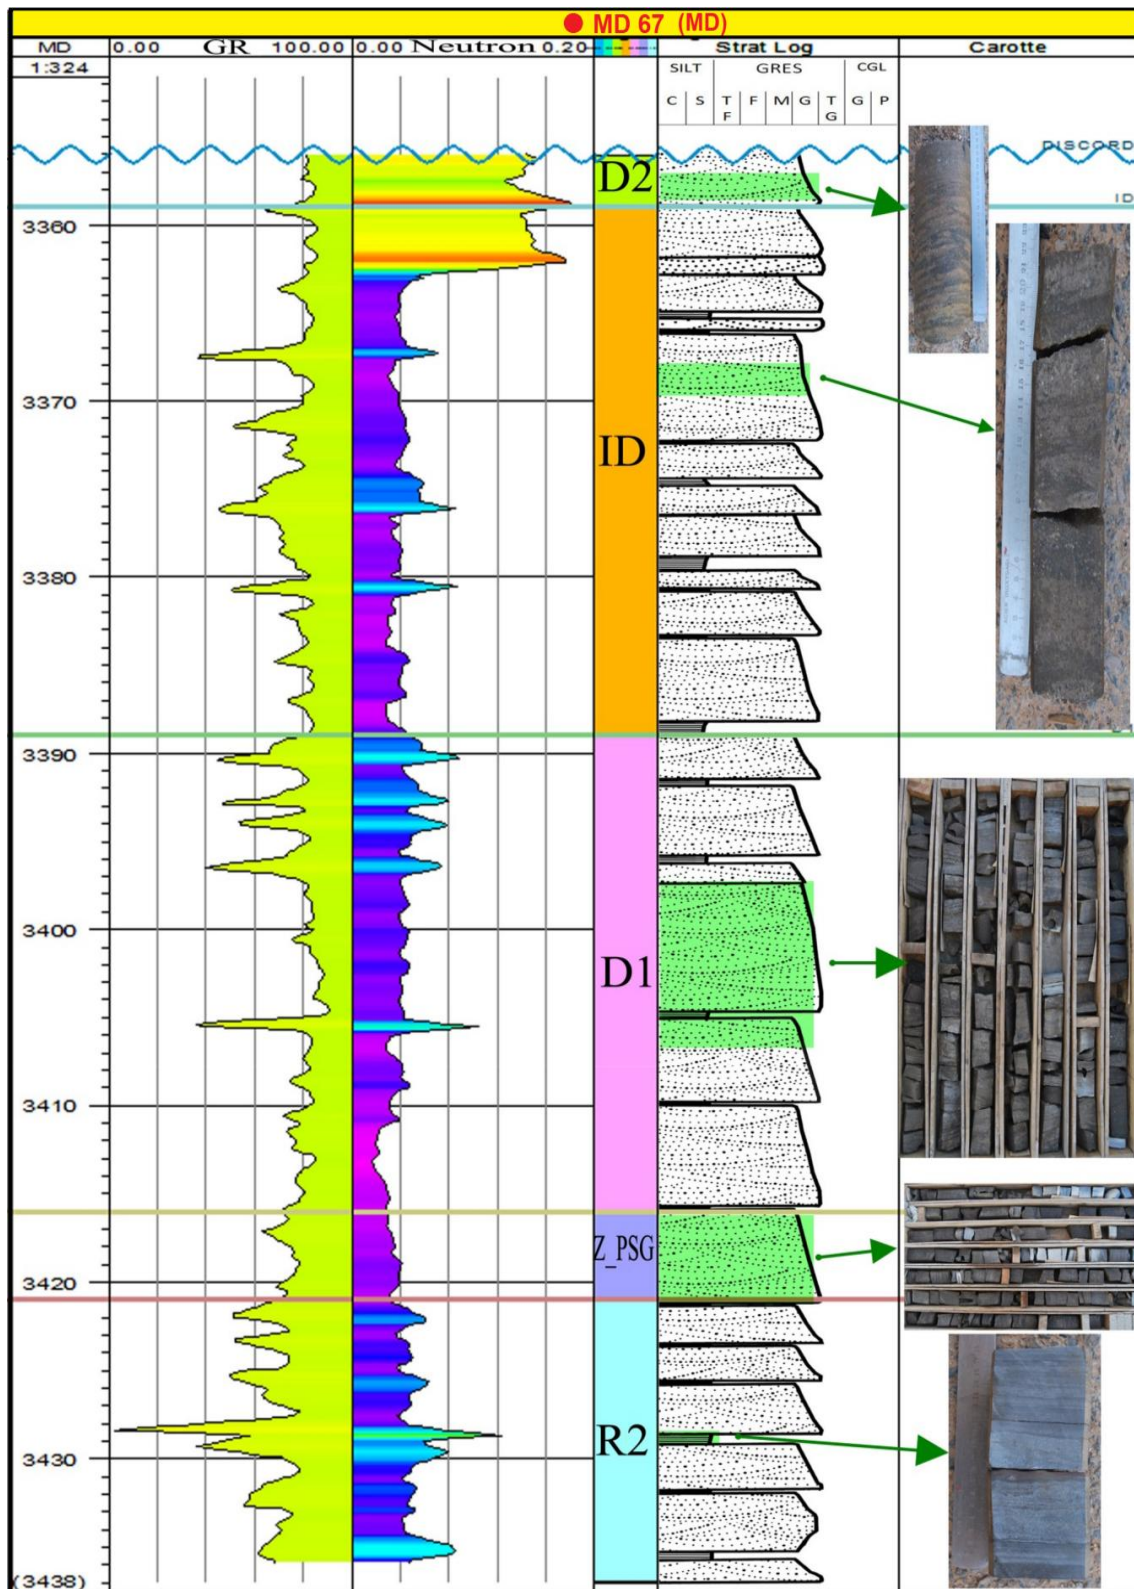 MD 67 (MD)
MD 0.00 GR 100.00 0.00 Neutron 0.20 Strat Log Carotte
1:324
SILT GRES CGL
C S TF F M G TG G P
DISCORD
D2
ID
3360
3370
ID
3380
3390
3400
D1
3410
Z_PSG
3420
R2
3430
(3438)